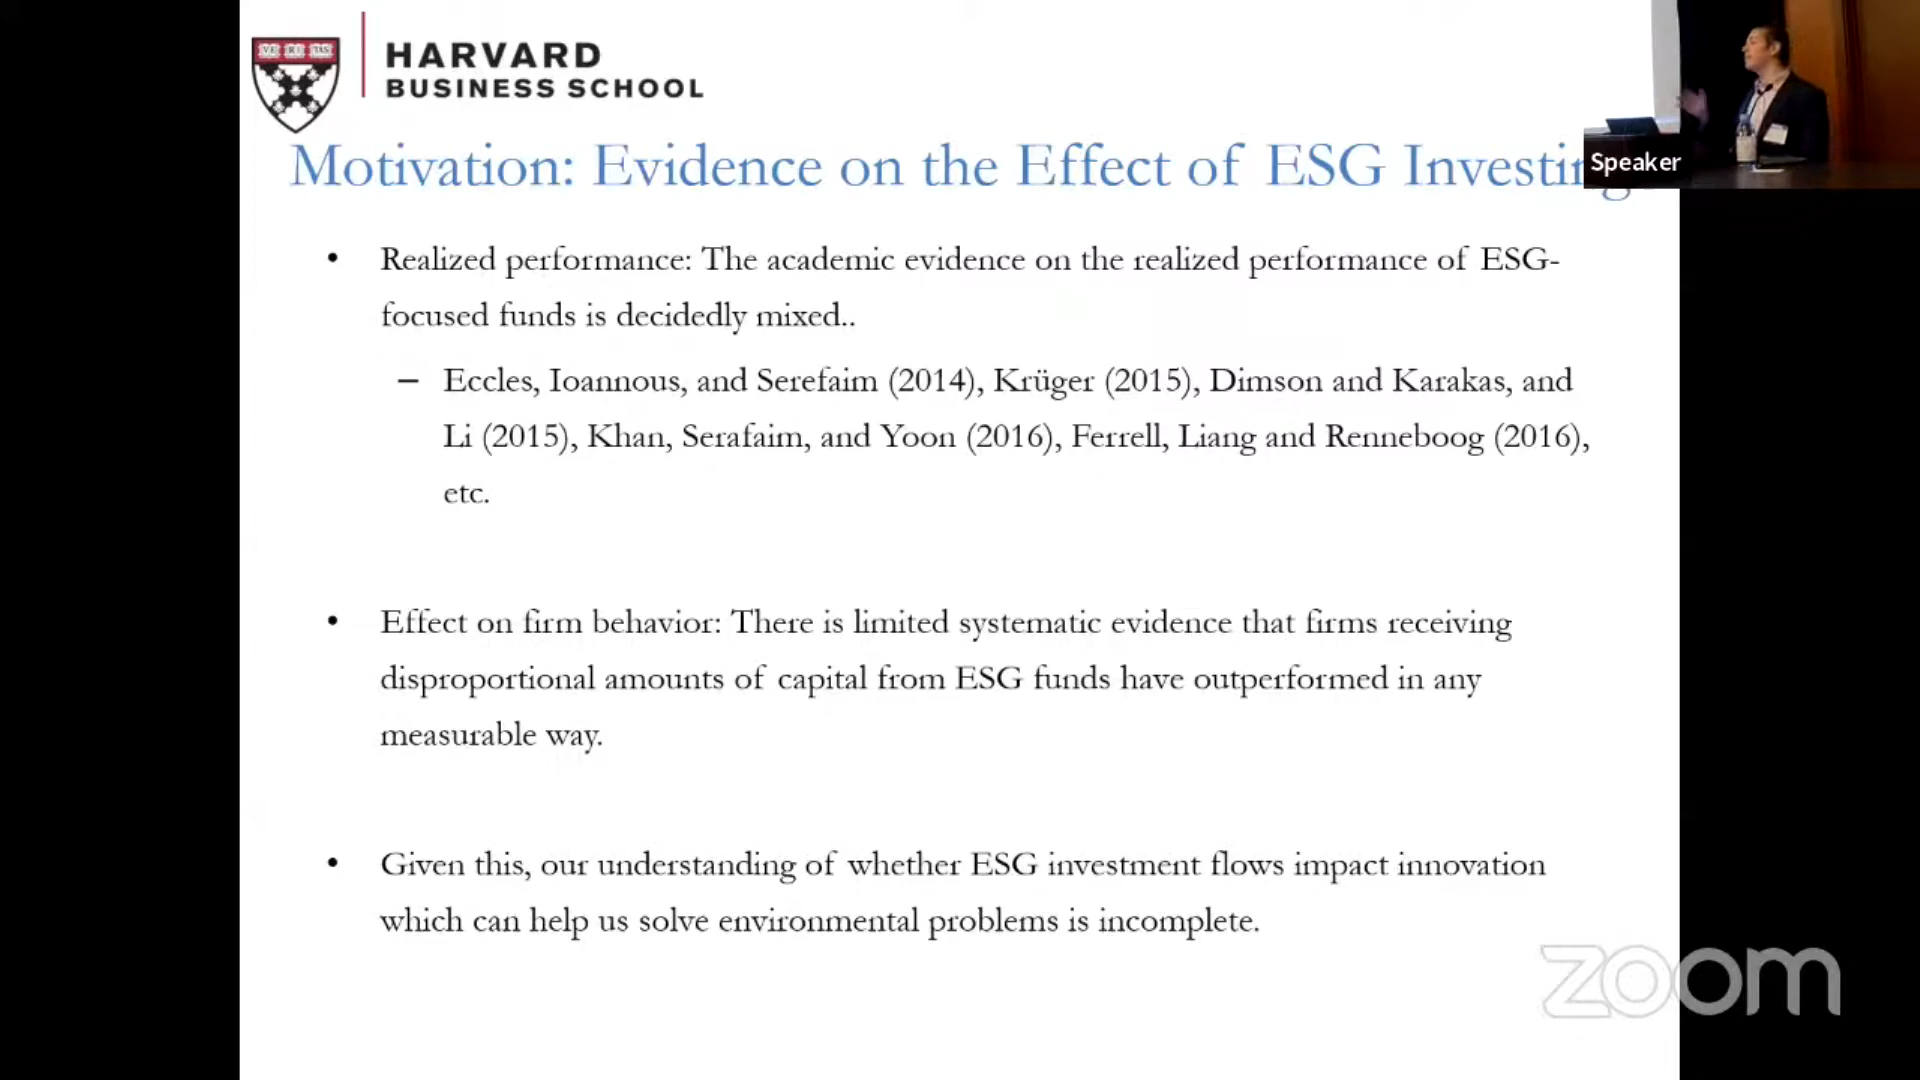 VE RI TAS
HARVARD
BUSINESS SCHOOL
Motivation: Evidence on the Effect of ESG Investing
Speaker
• Realized performance: The academic evidence on the realized performance of ESG-
focused funds is decidedly mixed..
– Eccles, Ioannous, and Serefaim (2014), Krüger (2015), Dimson and Karakas, and
Li (2015), Khan, Serafaim, and Yoon (2016), Ferrell, Liang and Renneboog (2016),
etc.
• Effect on firm behavior: There is limited systematic evidence that firms receiving
disproportional amounts of capital from ESG funds have outperformed in any
measurable way.
• Given this, our understanding of whether ESG investment flows impact innovation
which can help us solve environmental problems is incomplete.
zoom